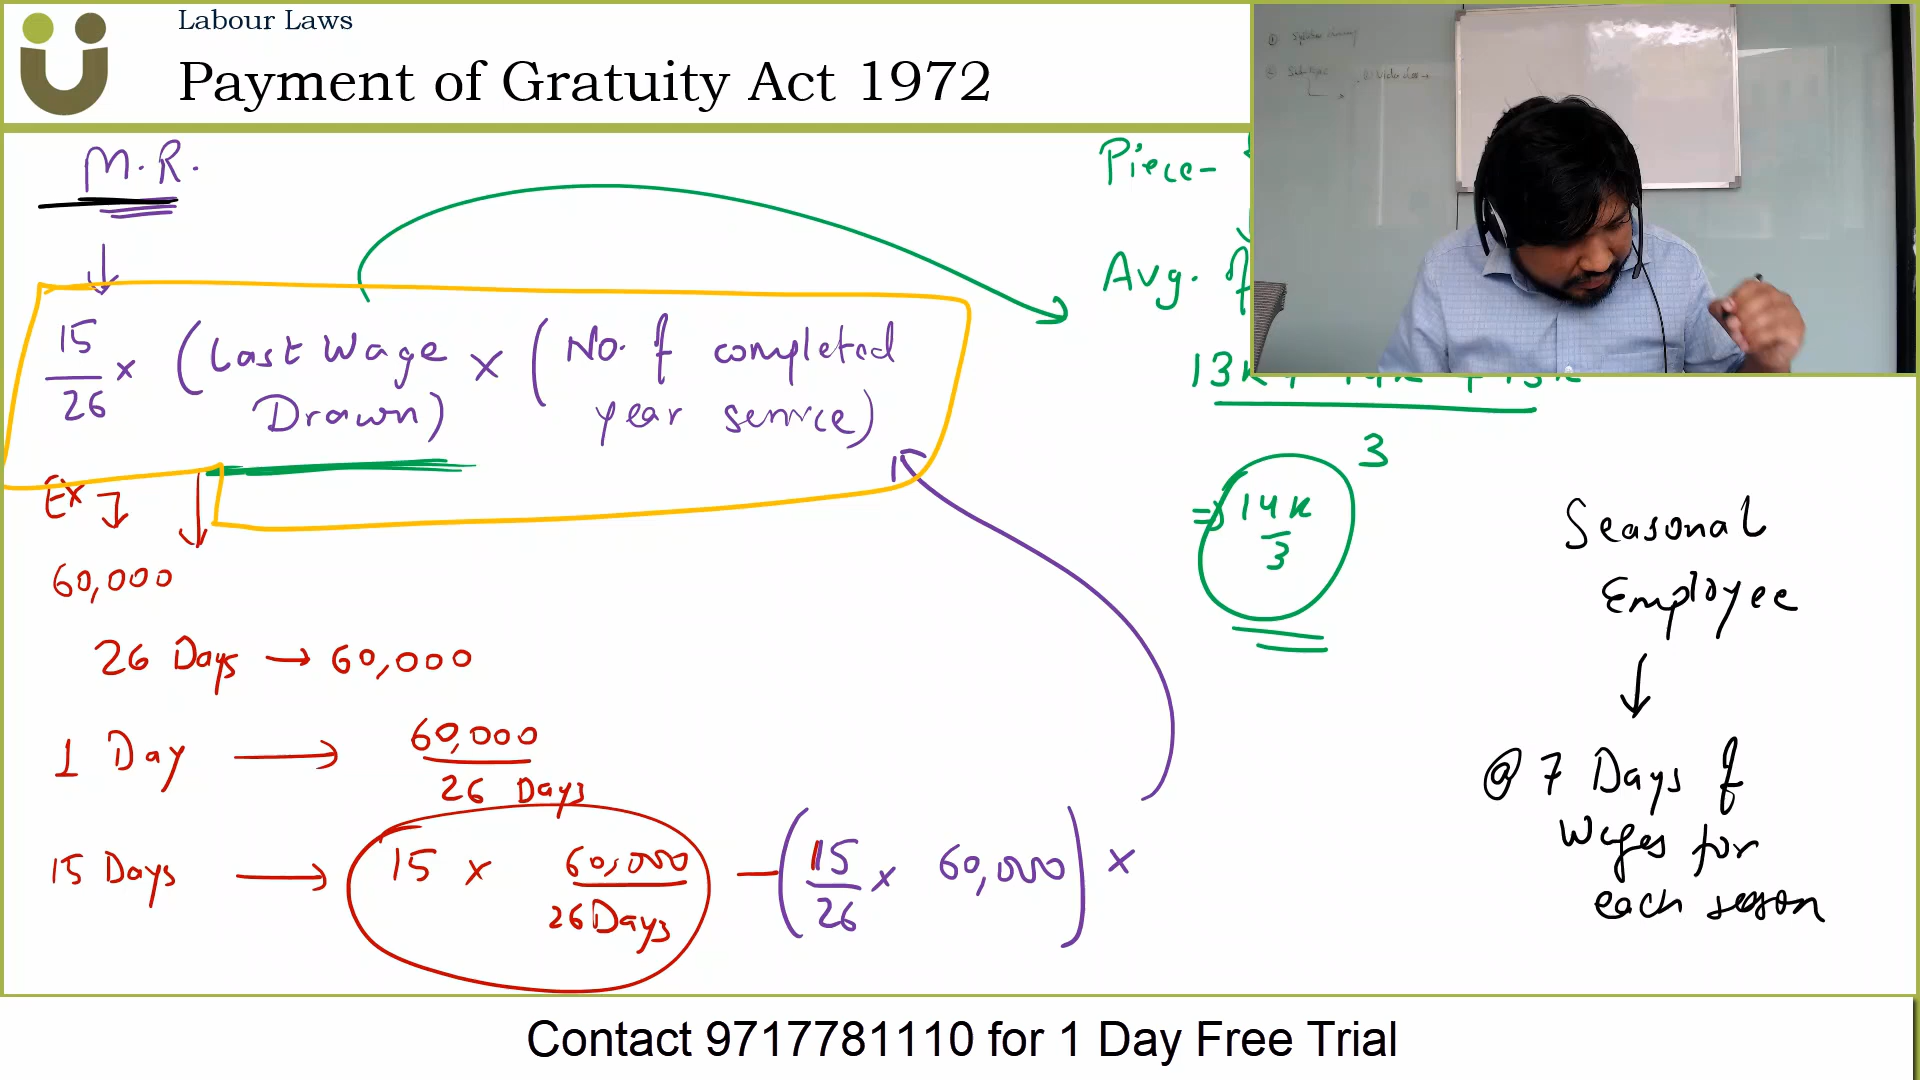 Labour Laws
Payment of Gratuity Act 1972
M.R.
15/26 × (Last Wage Drawn) × (No. of completed year service)
Ex
60,000
26 Days → 60,000
1 Day → 60,000/26 Days
15 Days → 15 × 60,000/26 Days — (15/26 × 60,000) ×
Piece-
Avg. of
13K + 14K + 15K
3
⇒ 14K/3
Seasonal
Employee
↓
@ 7 Days of
Wages for
each season
Contact 9717781110 for 1 Day Free Trial